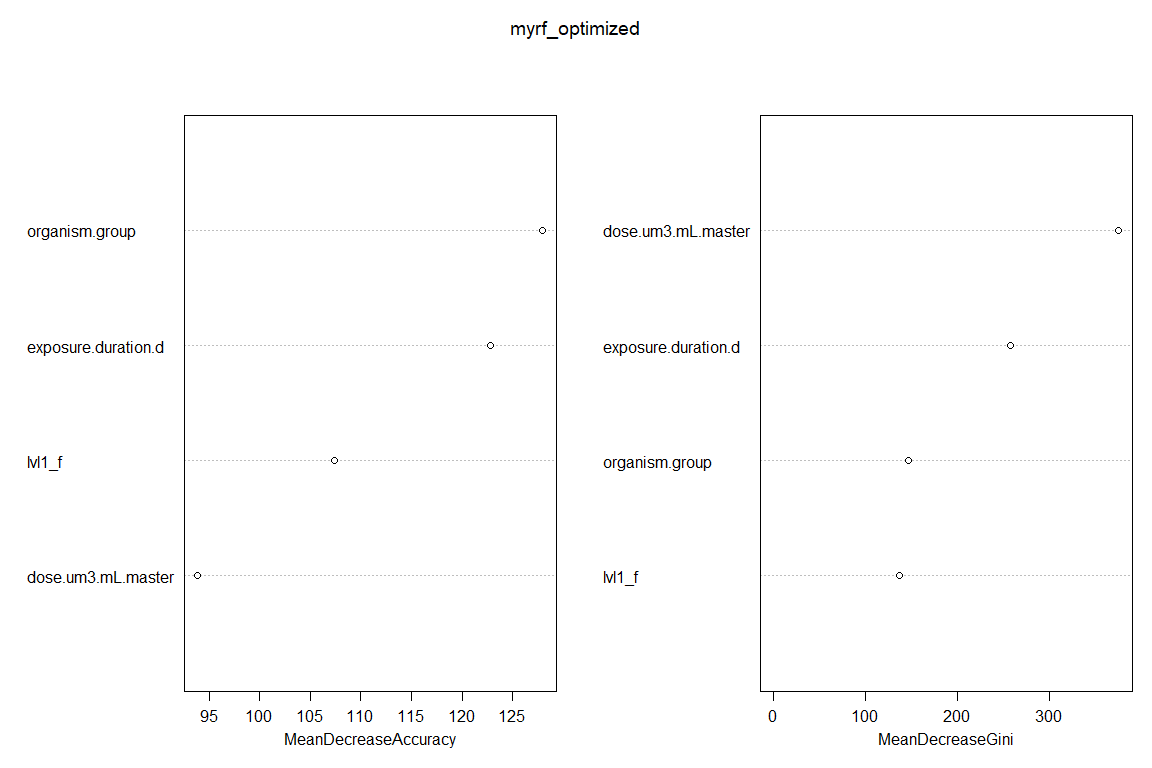 myrf_optimized
organism.group
exposure.duration.d
lvl1_f
dose.um3.mL.master
95 100 105 110 115 120 125
MeanDecreaseAccuracy
dose.um3.mL.master
exposure.duration.d
organism.group
lvl1_f
0 100 200 300
MeanDecreaseGini